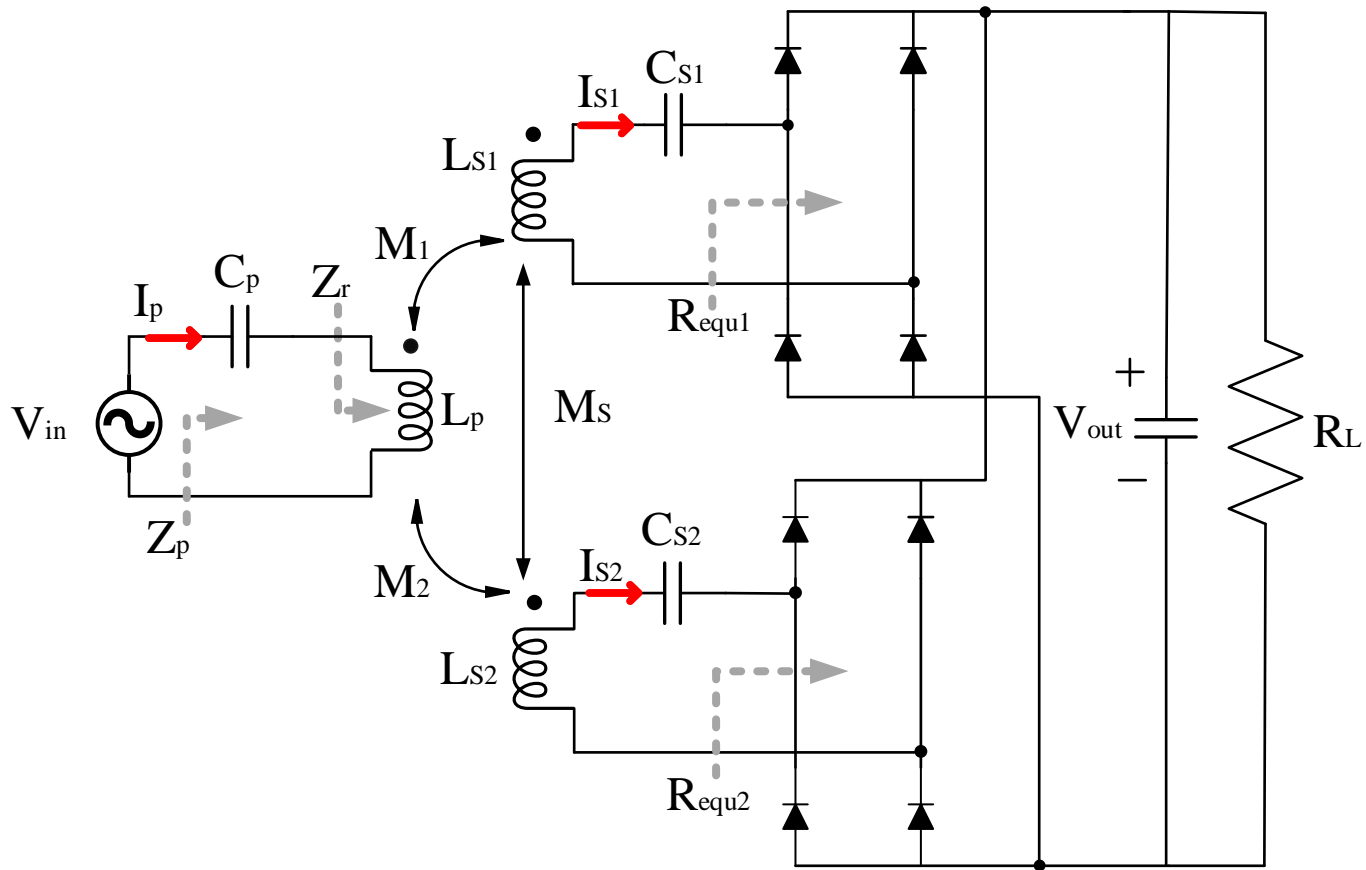 CS1
IS1
LS1
M1
Cp
Zr
Ip
Requ1
Vin
Lp
MS
+
Vout
−
RL
Zp
CS2
M2
IS2
LS2
Requ2